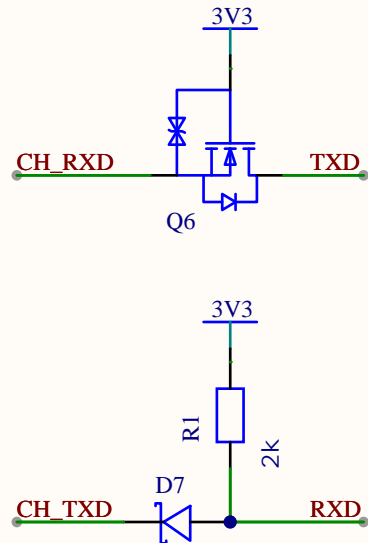 3V3
CH_RXD
TXD
Q6
3V3
R1
2k
D7
CH_TXD
RXD